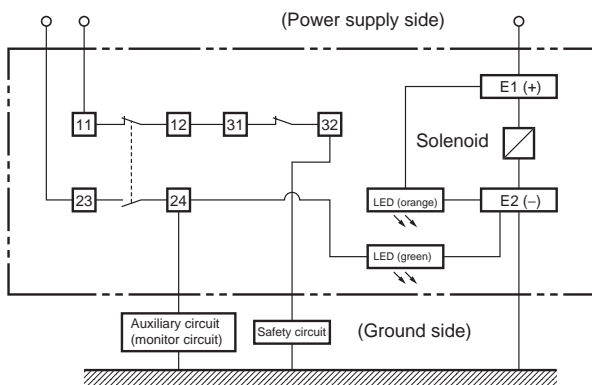 (Power supply side)
E1 (+)
11
12
31
32
Solenoid
23
24
LED (orange)
E2 (–)
LED (green)
Auxiliary circuit
(monitor circuit)
Safety circuit
(Ground side)